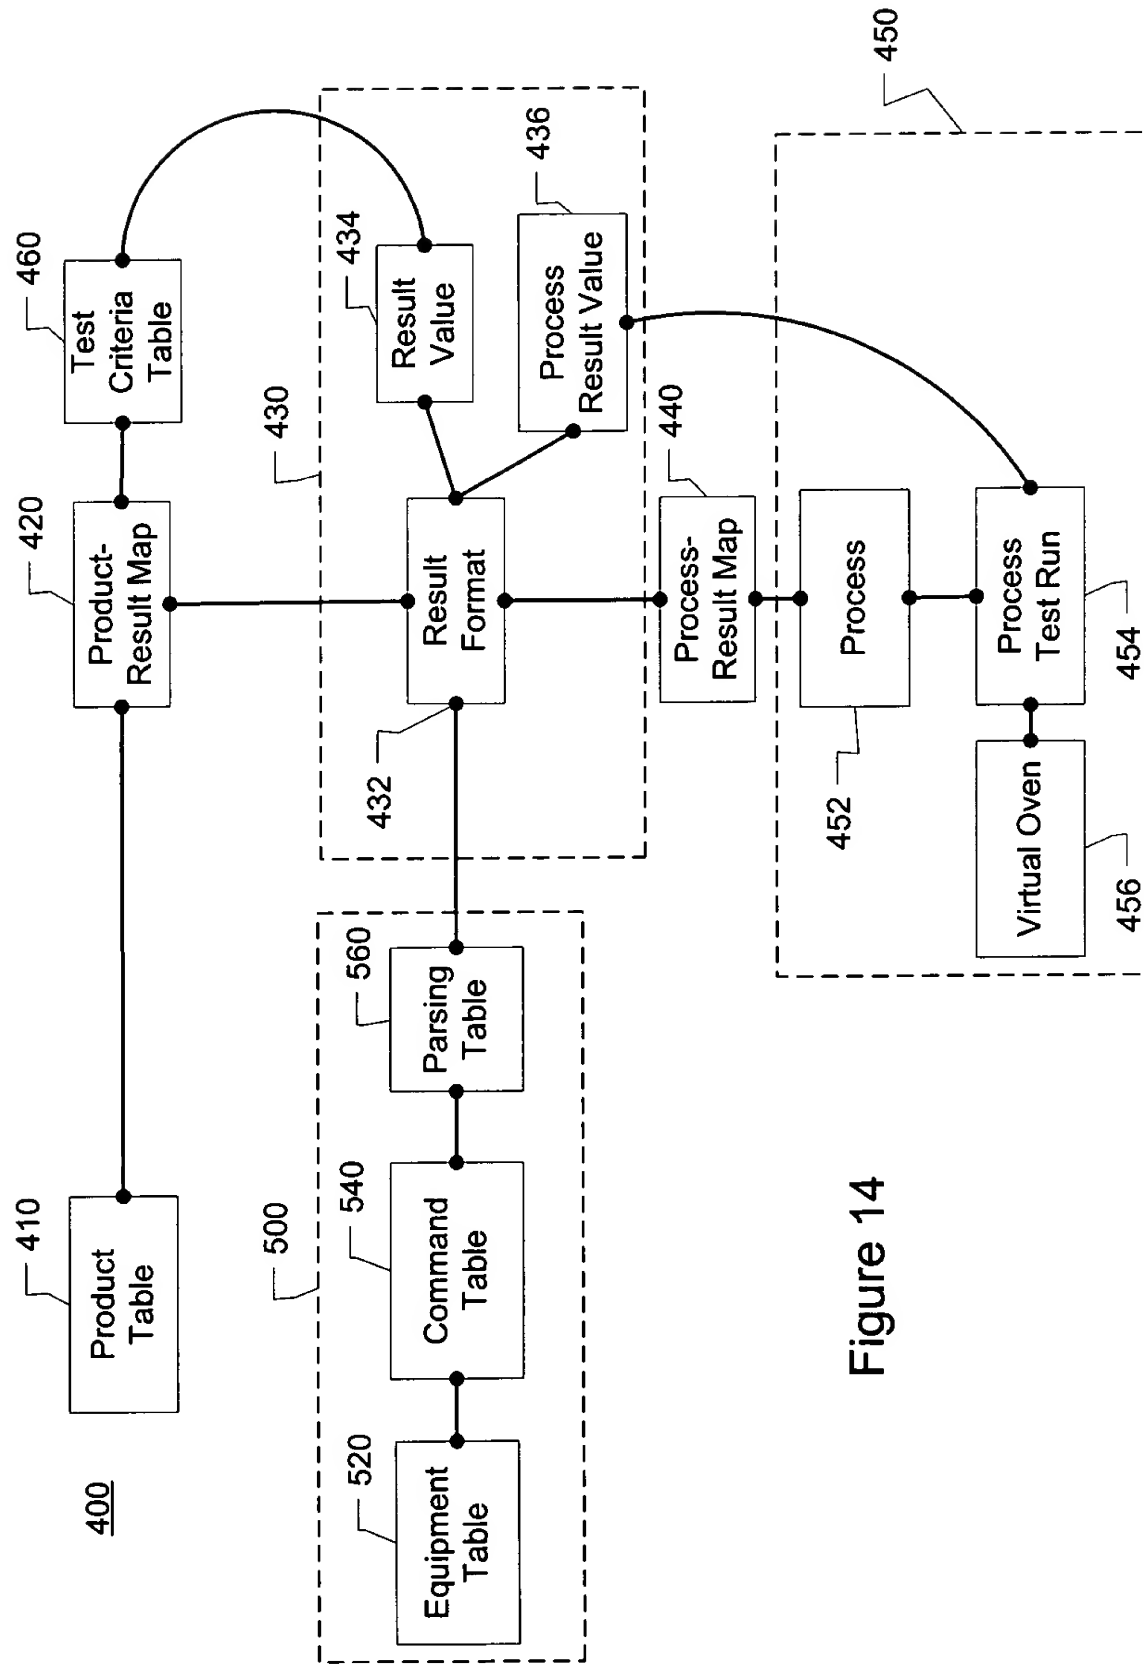 400
410
Product
Table
420
Product-
Result Map
460
Test
Criteria
Table
500
520
Equipment
Table
540
Command
Table
560
Parsing
Table
430
432
Result
Format
434
Result
Value
436
Process
Result Value
440
Process-
Result Map
450
452
Process
454
Process
Test Run
456
Virtual Oven
Figure 14